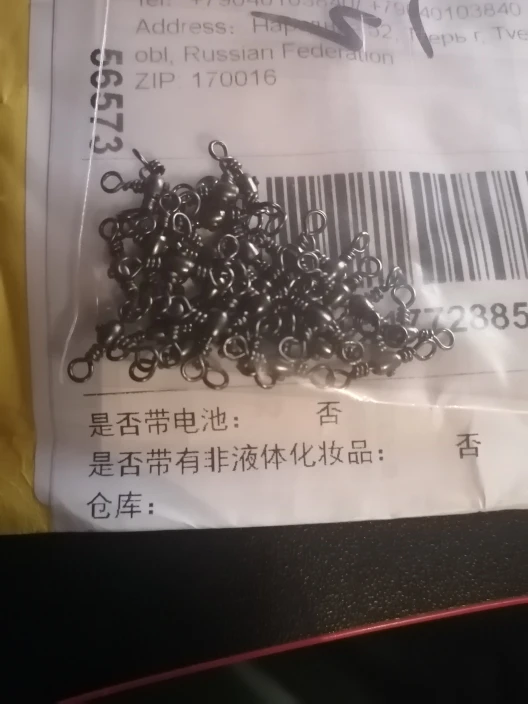 Address:
obl, Russian Federation
ZIP 170016
56573
772885
是否带电池： 否
是否带有非液体化妆品： 否
仓库：